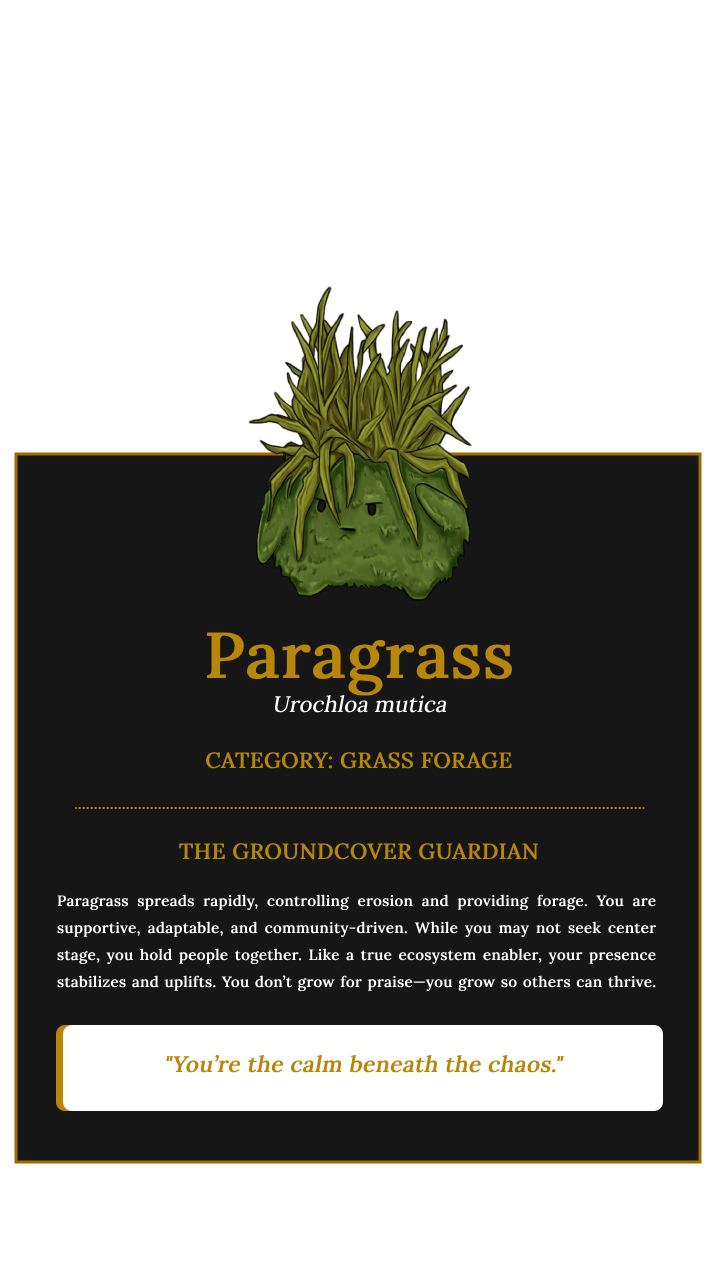 Paragrass
Urochloa mutica
CATEGORY: GRASS FORAGE
THE GROUNDCOVER GUARDIAN
Paragrass spreads rapidly, controlling erosion and providing forage. You are
supportive, adaptable, and community-driven. While you may not seek center
stage, you hold people together. Like a true ecosystem enabler, your presence
stabilizes and uplifts. You don’t grow for praise—you grow so others can thrive.
"You’re the calm beneath the chaos."